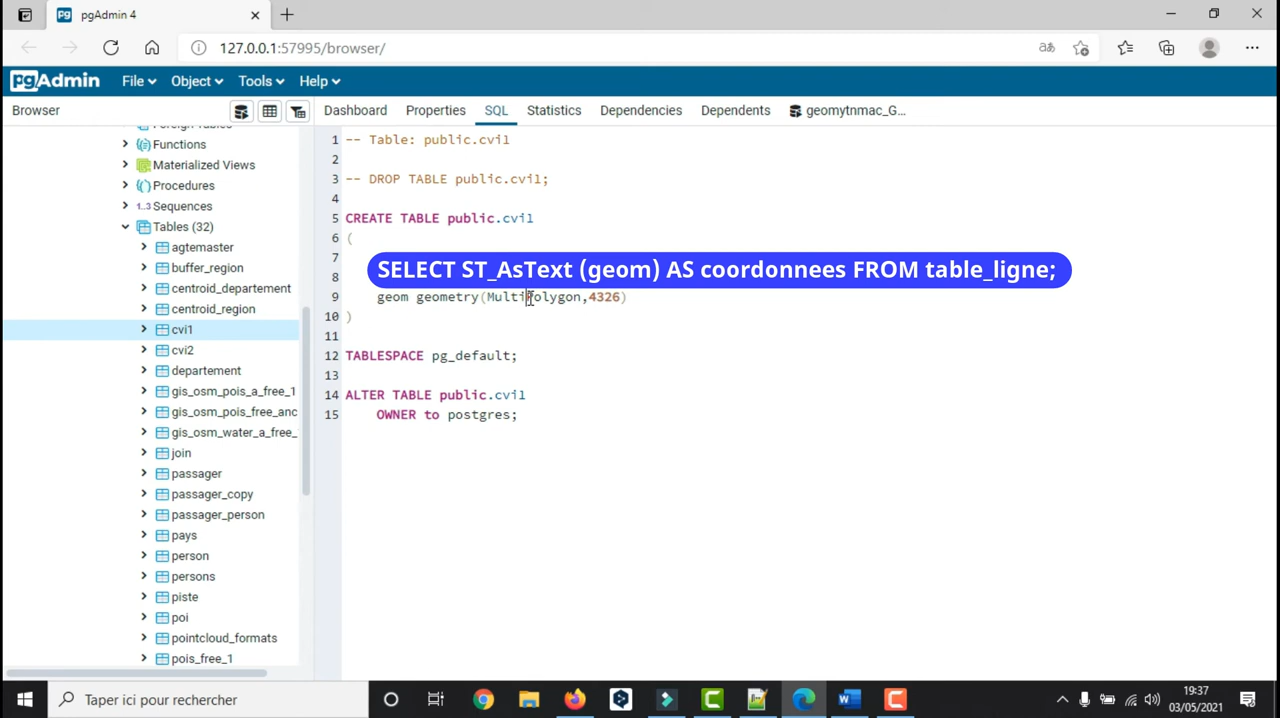 pgAdmin 4
127.0.0.1:57995/browser/
pgAdmin File Object Tools Help
Browser
Dashboard Properties SQL Statistics Dependencies Dependents geomytnmac_G...
Foreign Tables
Functions
Materialized Views
Procedures
1..3 Sequences
Tables (32)
agtemaster
buffer_region
centroid_departement
centroid_region
cvi1
cvi2
departement
gis_osm_pois_a_free_1
gis_osm_pois_free_anc
gis_osm_water_a_free_
join
passager
passager_copy
passager_person
pays
person
persons
piste
poi
pointcloud_formats
pois_free_1
1 -- Table: public.cvi1
2
3 -- DROP TABLE public.cvi1;
4
5 CREATE TABLE public.cvi1
6 (
7
8
SELECT ST_AsText (geom) AS coordonnees FROM table_ligne;
9 geom geometry(MultiPolygon,4326)
10 )
11
12 TABLESPACE pg_default;
13
14 ALTER TABLE public.cvi1
15 OWNER to postgres;
Taper ici pour rechercher
19:37
03/05/2021